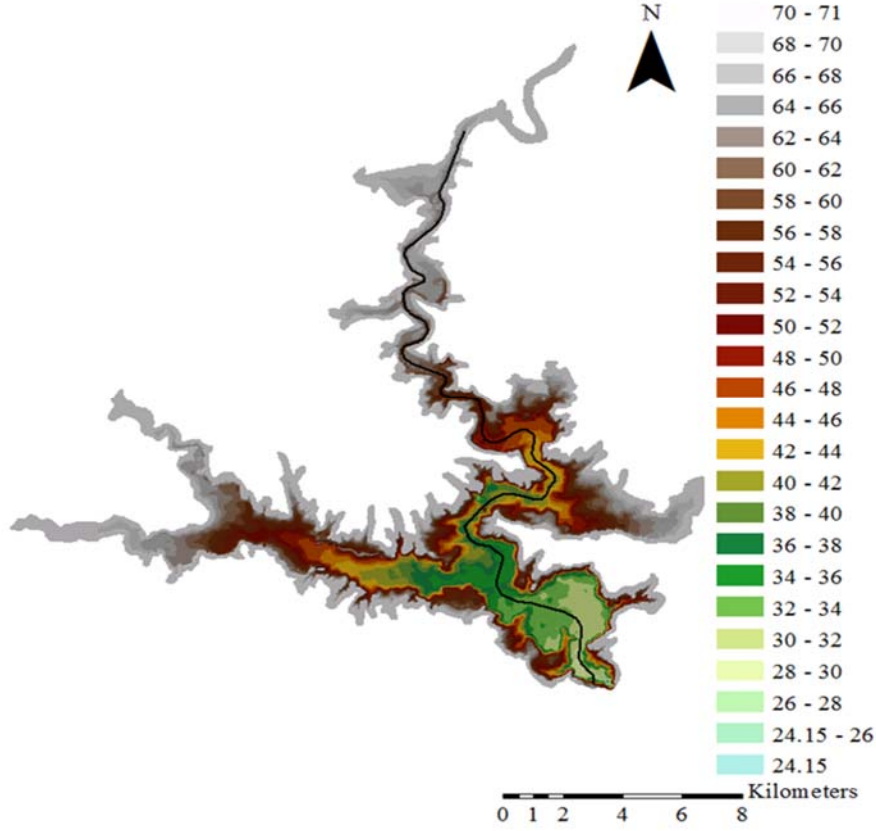 N
70 - 71
68 - 70
66 - 68
64 - 66
62 - 64
60 - 62
58 - 60
56 - 58
54 - 56
52 - 54
50 - 52
48 - 50
46 - 48
44 - 46
42 - 44
40 - 42
38 - 40
36 - 38
34 - 36
32 - 34
30 - 32
28 - 30
26 - 28
24.15 - 26
24.15
Kilometers
0 1 2 4 6 8